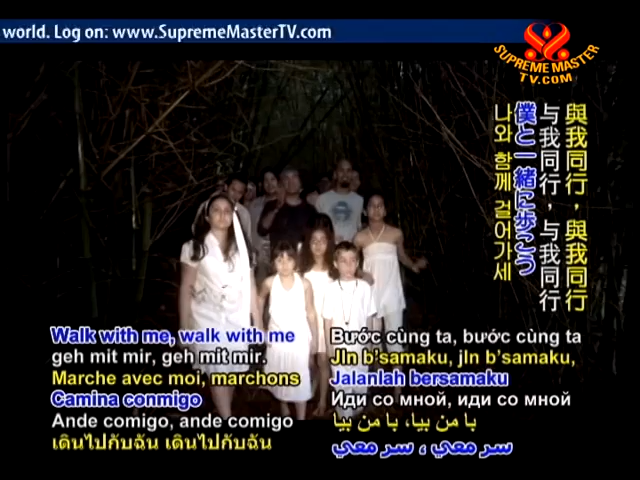 world. Log on: www.SupremeMasterTV.com
SUPREME MASTER
TV.COM
與我同行，與我同行
与我同行，与我同行
僕と一緒に歩こう
나와 함께 걸어가세
Walk with me, walk with me
geh mit mir, geh mit mir.
Marche avec moi, marchons
Camina conmigo
Ande comigo, ande comigo
เดินไปกับฉัน เดินไปกับฉัน
Bước cùng ta, bước cùng ta
Jln b'samaku, jln b'samaku,
Jalanlah bersamaku
Иди со мной, иди со мной
با من بیا، با من بیا
سر معي ، سر معي